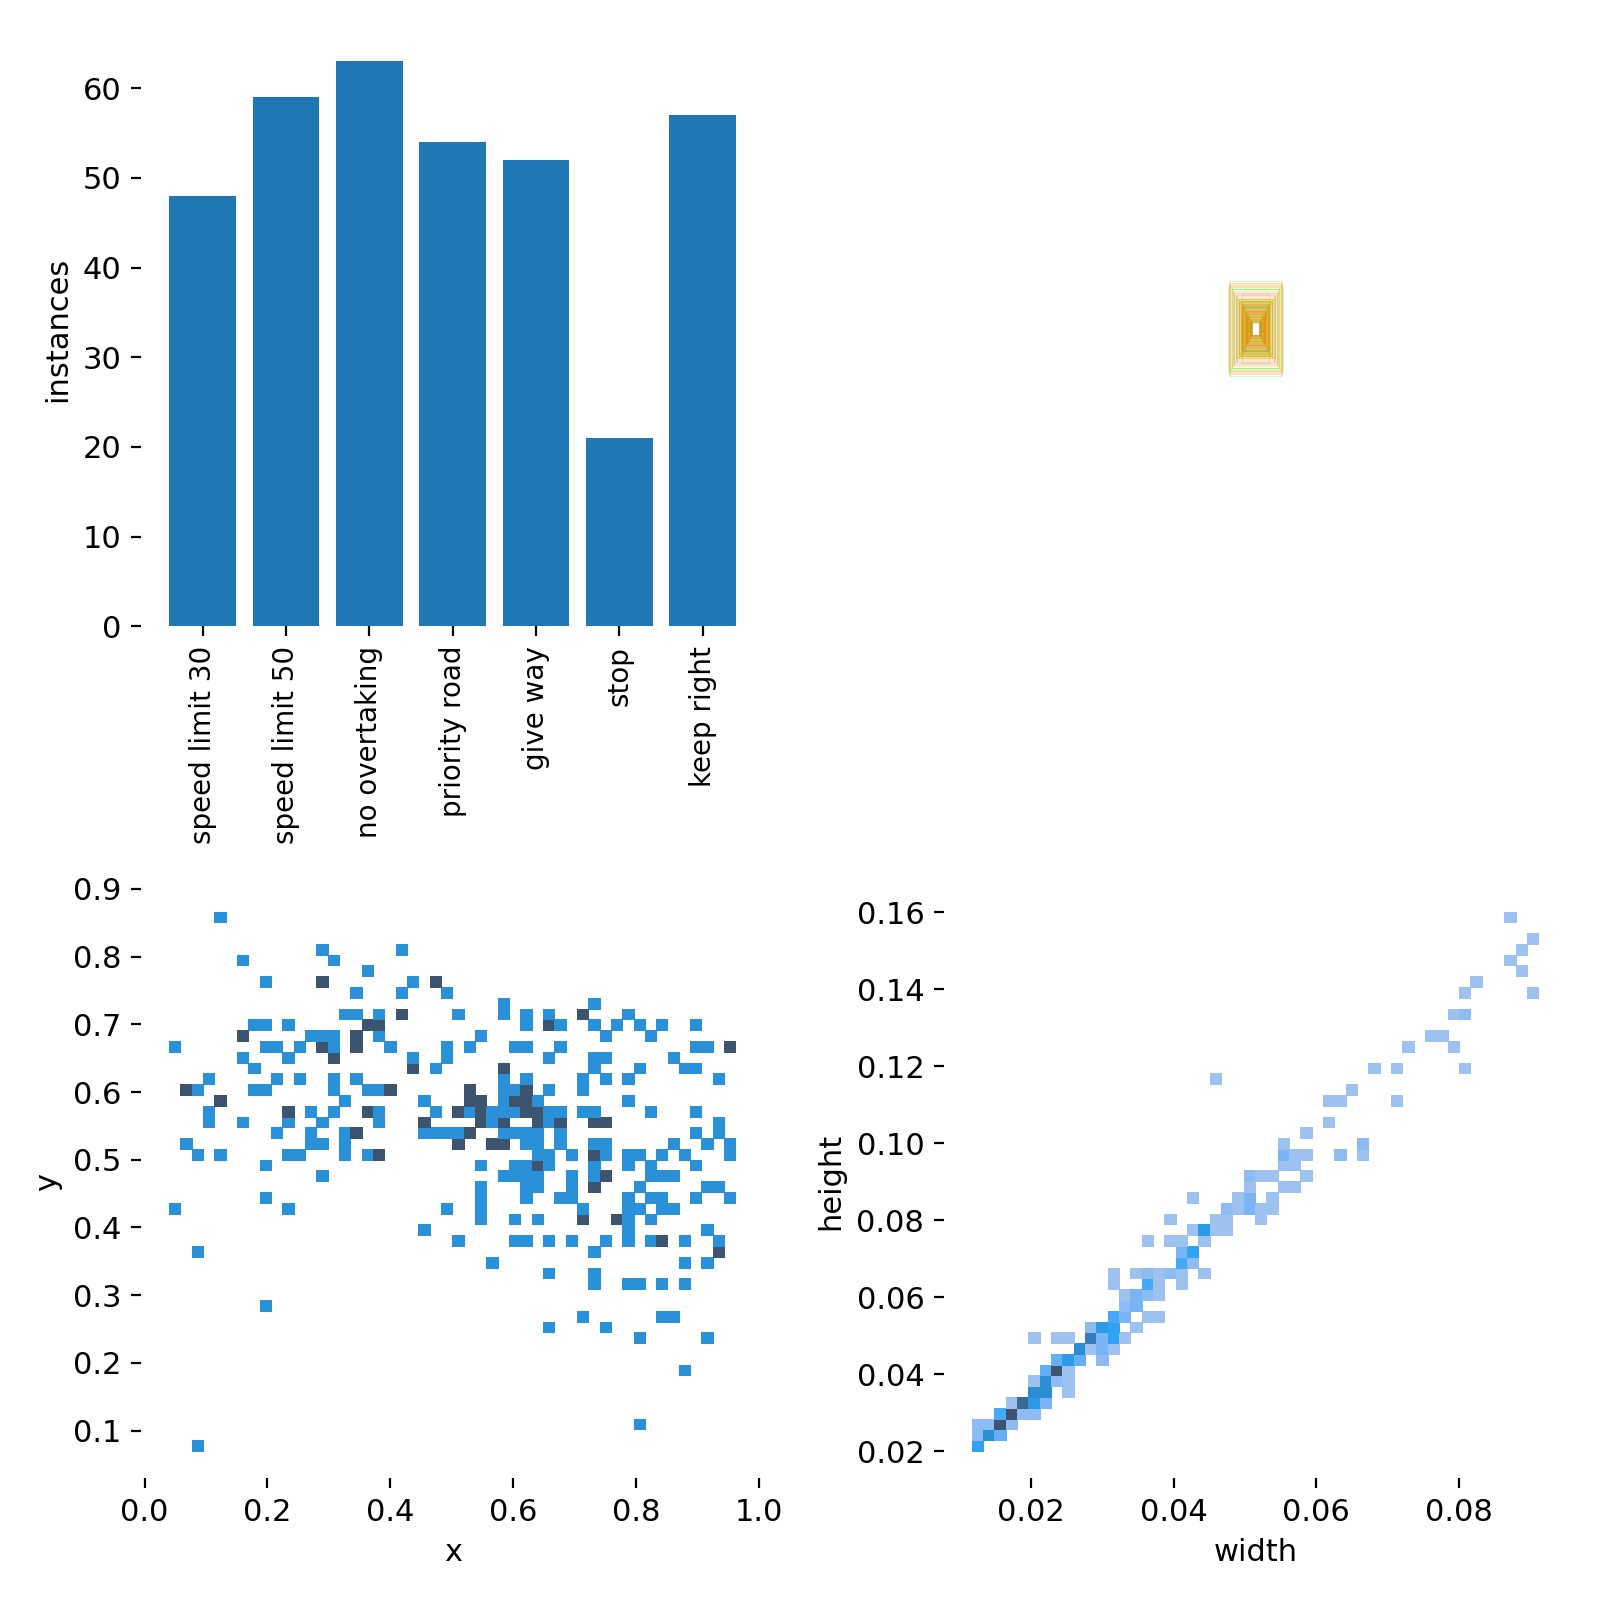 60
50
40
30
20
10
0
instances
speed limit 30
speed limit 50
no overtaking
priority road
give way
stop
keep right
0.9
0.8
0.7
0.6
0.5
0.4
0.3
0.2
0.1
y
0.0 0.2 0.4 0.6 0.8 1.0
x
0.16
0.14
0.12
0.10
0.08
0.06
0.04
0.02
height
0.02 0.04 0.06 0.08
width